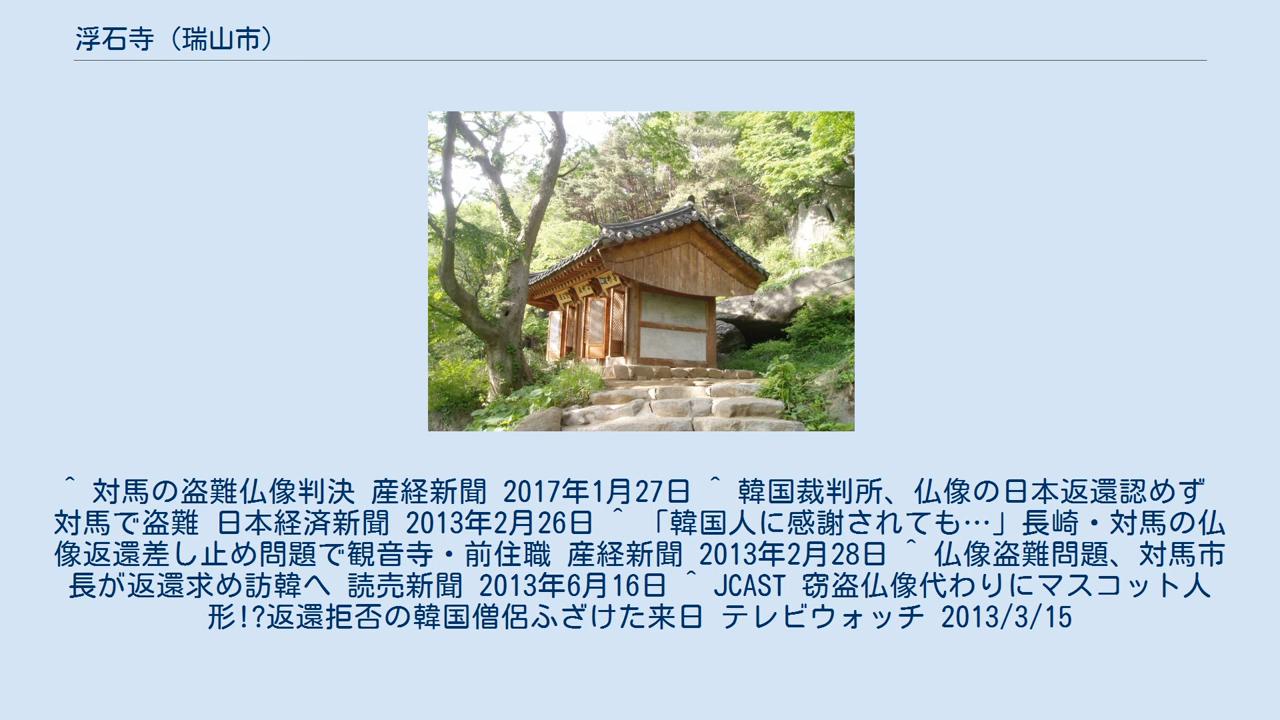 浮石寺（瑞山市）
^ 対馬の盗難仏像判決 産経新聞 2017年1月27日 ^ 韓国裁判所、仏像の日本返還認めず
対馬で盗難 日本経済新聞 2013年2月26日 ^ 「韓国人に感謝されても…」長崎・対馬の仏
像返還差し止め問題で観音寺・前住職 産経新聞 2013年2月28日 ^ 仏像盗難問題、対馬市
長が返還求め訪韓へ 読売新聞 2013年6月16日 ^ JCAST 窃盗仏像代わりにマスコット人
形!?返還拒否の韓国僧侶ふざけた来日 テレビウォッチ 2013/3/15